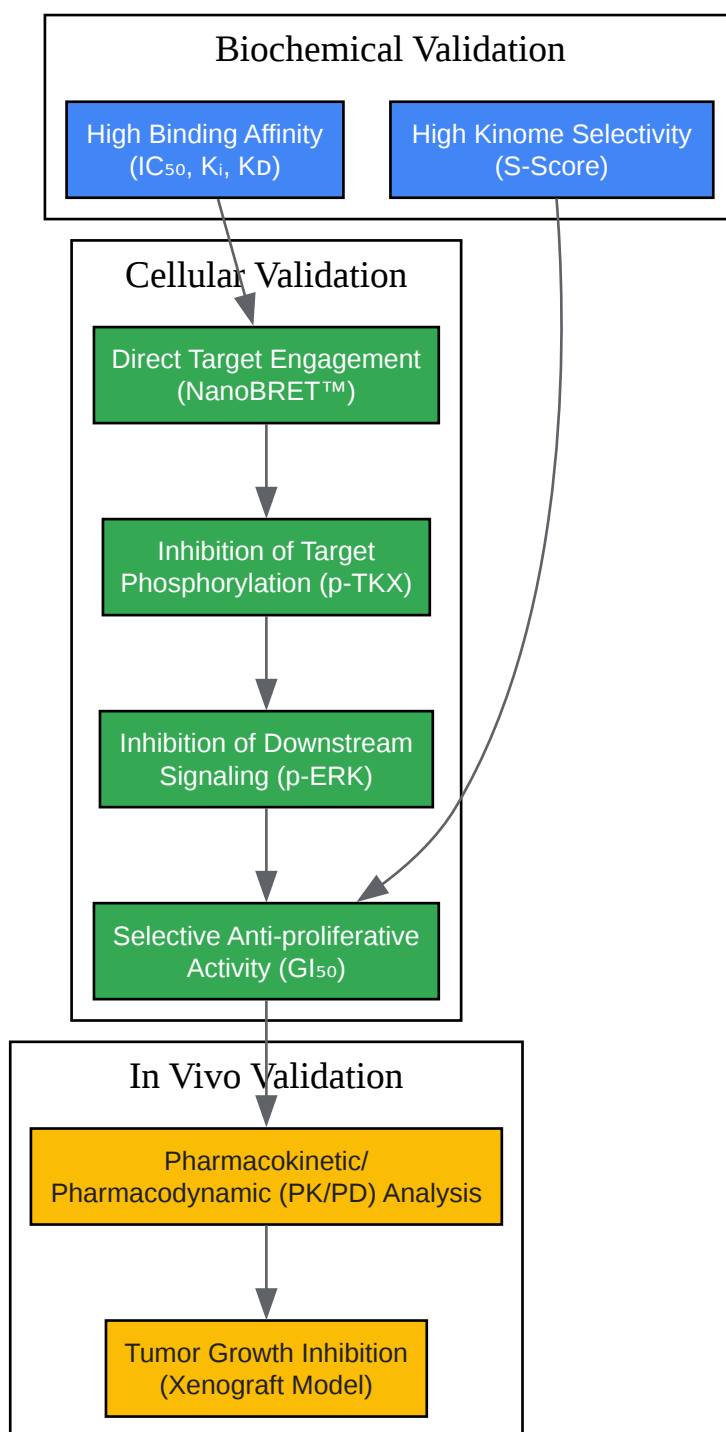 Biochemical Validation
High Binding Affinity
(IC₅₀, Kᵢ, Kᴅ)
High Kinome Selectivity
(S-Score)
Cellular Validation
Direct Target Engagement
(NanoBRET™)
Inhibition of Target
Phosphorylation (p-TKX)
Inhibition of Downstream
Signaling (p-ERK)
Selective Anti-proliferative
Activity (GI₅₀)
In Vivo Validation
Pharmacokinetic/
Pharmacodynamic (PK/PD) Analysis
Tumor Growth Inhibition
(Xenograft Model)